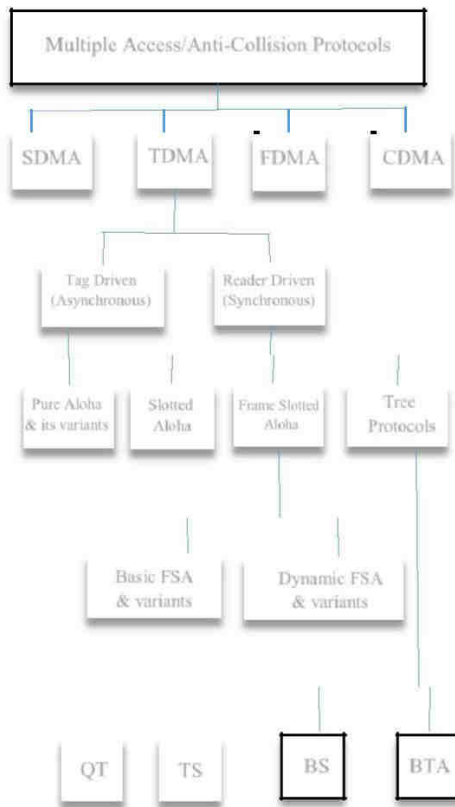 Multiple Access/Anti-Collision Protocols
SDMA TDMA FDMA CDMA
Tag Driven
(Asynchronous)
Reader Driven
(Synchronous)
Pure Aloha
& its variants
Slotted
Aloha
Frame Slotted
Aloha
Tree
Protocols
Basic FSA
& variants
Dynamic FSA
& variants
QT TS BS BTA